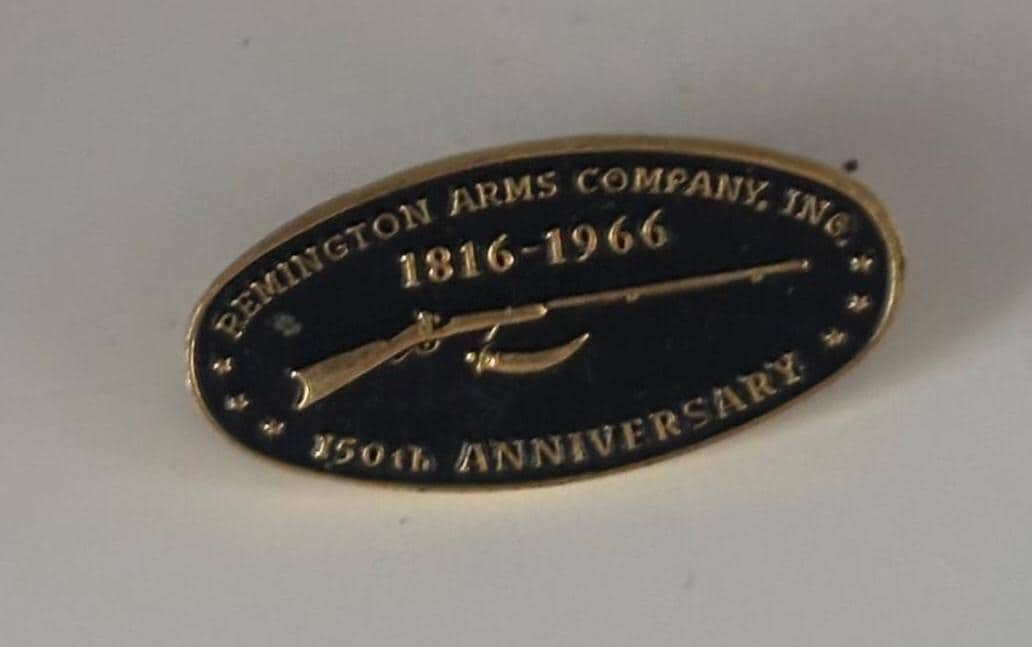 REMINGTON ARMS COMPANY, INC.
1816-1966
150th ANNIVERSARY